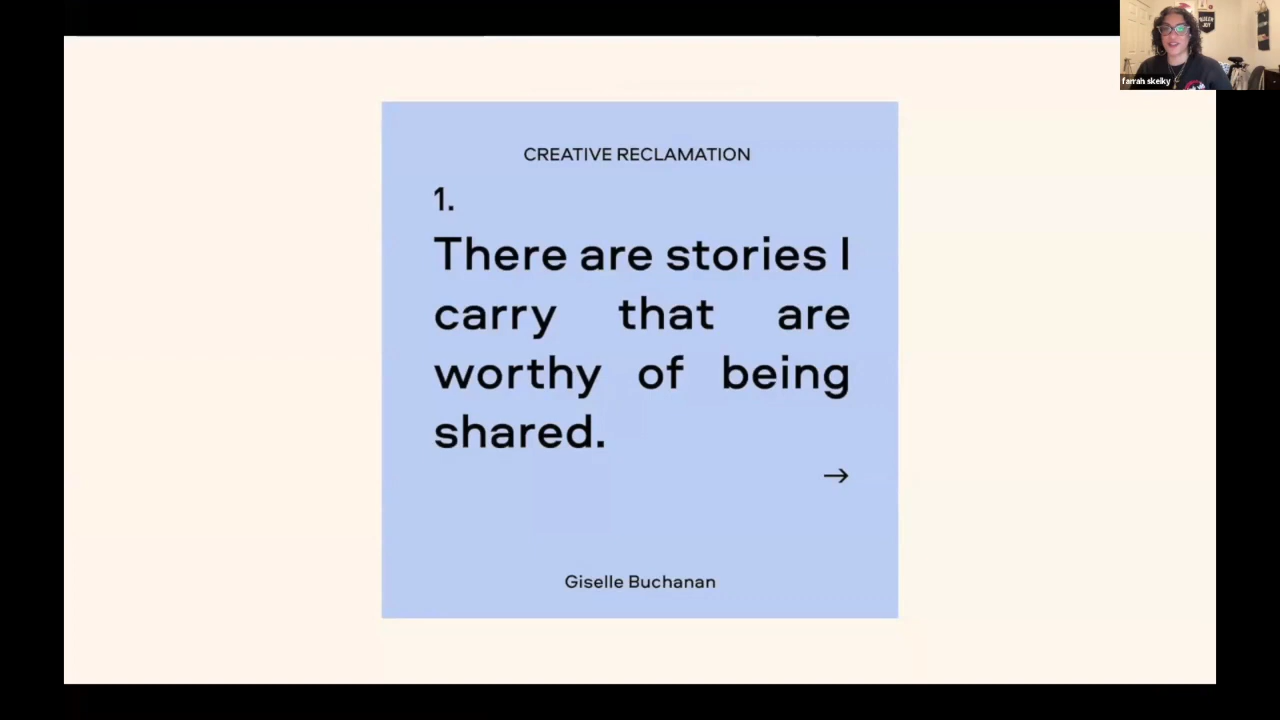 CREATIVE RECLAMATION
1.
There are stories I
carry that are
worthy of being
shared.
→
Giselle Buchanan
farrah skeiky